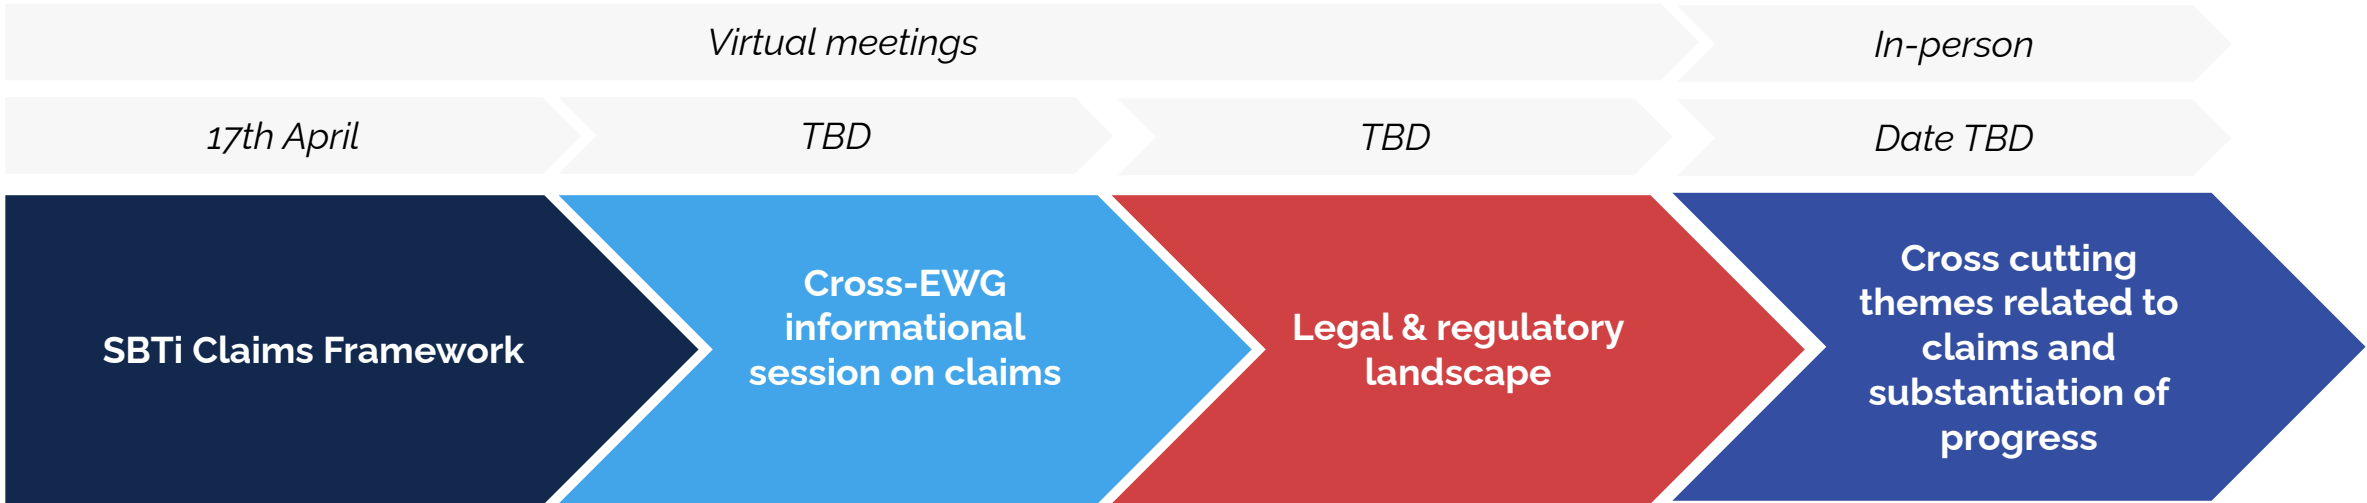 Virtual meetings
In-person
17th April
TBD
TBD
Date TBD
SBTi Claims Framework
Cross-EWG
informational
session on claims
Legal & regulatory
landscape
Cross cutting
themes related to
claims and
substantiation of
progress